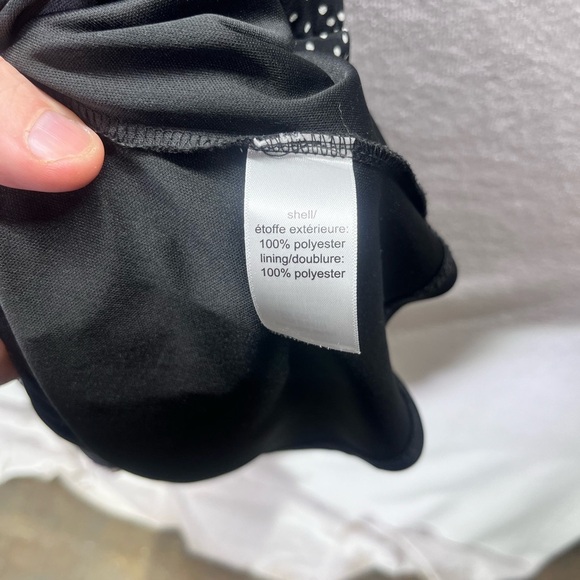 shell/
étoffe extérieure:
100% polyester
lining/doublure:
100% polyester